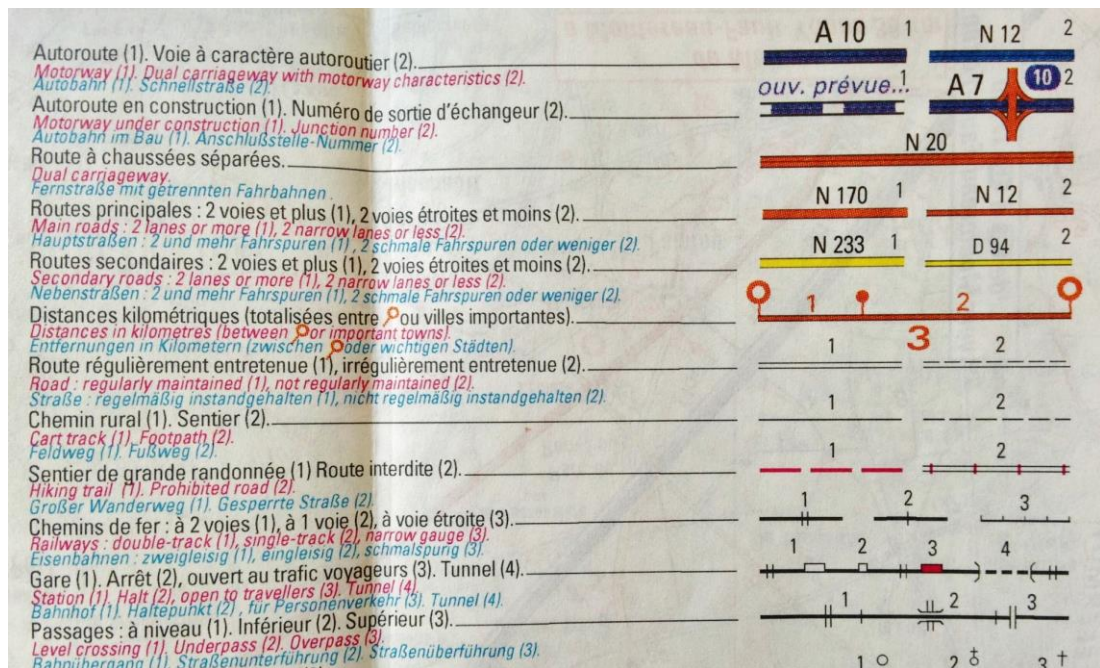 A 10 1 N 12 2
Autoroute (1). Voie à caractère autoroutier (2).
Motorway (1). Dual carriageway with motorway characteristics (2).
Autobahn (1). Schnellstraße (2).
ouv. prévue... 1 A 7 10 2
Autoroute en construction (1). Numéro de sortie d'échangeur (2).
Motorway under construction (1). Junction number (2).
Autobahn im Bau (1). Anschlußstelle-Nummer (2).
N 20
Route à chaussées séparées.
Dual carriageway.
Fernstraße mit getrennten Fahrbahnen.
N 170 1 N 12 2
Routes principales : 2 voies et plus (1), 2 voies étroites et moins (2).
Main roads : 2 lanes or more (1), 2 narrow lanes or less (2).
Hauptstraßen : 2 und mehr Fahrspuren (1), 2 schmale Fahrspuren oder weniger (2).
N 233 1 D 94 2
Routes secondaires : 2 voies et plus (1), 2 voies étroites et moins (2).
Secondary roads : 2 lanes or more (1), 2 narrow lanes or less (2).
Nebenstraßen : 2 und mehr Fahrspuren (1), 2 schmale Fahrspuren oder weniger (2).
1 2
Distances kilométriques (totalisées entre ou villes importantes).
Distances in kilometres (between or important towns).
Entfernungen in Kilometern (zwischen oder wichtigen Städten).
3
1 2
Route régulièrement entretenue (1), irrégulièrement entretenue (2).
Road : regularly maintained (1), not regularly maintained (2).
Straße : regelmäßig instandgehalten (1), nicht regelmäßig instandgehalten (2).
1 2
Chemin rural (1). Sentier (2).
Cart track (1). Footpath (2).
Feldweg (1). Fußweg (2).
1 2
Sentier de grande randonnée (1) Route interdite (2).
Hiking trail (1). Prohibited road (2).
Großer Wanderweg (1). Gesperrte Straße (2).
1 2 3
Chemins de fer : à 2 voies (1), à 1 voie (2), à voie étroite (3).
Railways : double-track (1), single-track (2), narrow gauge (3).
Eisenbahnen : zweigleisig (1), eingleisig (2), schmalspurig (3).
1 2 3 4
Gare (1). Arrêt (2), ouvert au trafic voyageurs (3). Tunnel (4).
Station (1). Halt (2), open to travellers (3). Tunnel (4).
Bahnhof (1). Haltepunkt (2), für Personenverkehr (3). Tunnel (4).
1 2 3
Passages : à niveau (1). Inférieur (2). Supérieur (3).
Level crossing (1). Underpass (2). Overpass (3).
Bahnübergang (1). Straßenunterführung (2). Straßenüberführung (3).
1 2 3